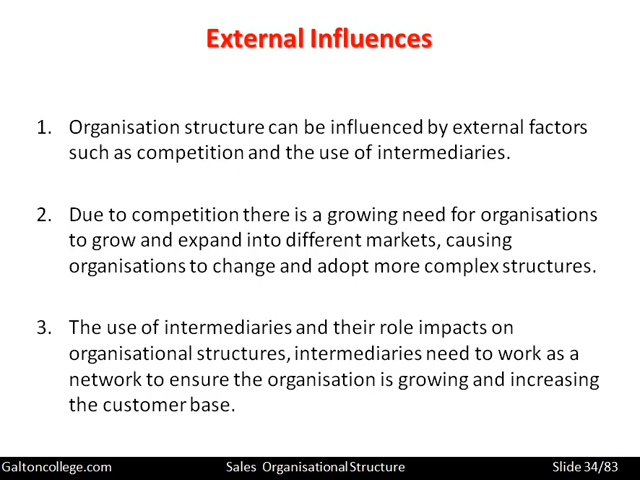 External Influences
1. Organisation structure can be influenced by external factors
such as competition and the use of intermediaries.
2. Due to competition there is a growing need for organisations
to grow and expand into different markets, causing
organisations to change and adopt more complex structures.
3. The use of intermediaries and their role impacts on
organisational structures, intermediaries need to work as a
network to ensure the organisation is growing and increasing
the customer base.
Galtoncollege.com Sales Organisational Structure Slide 34/83